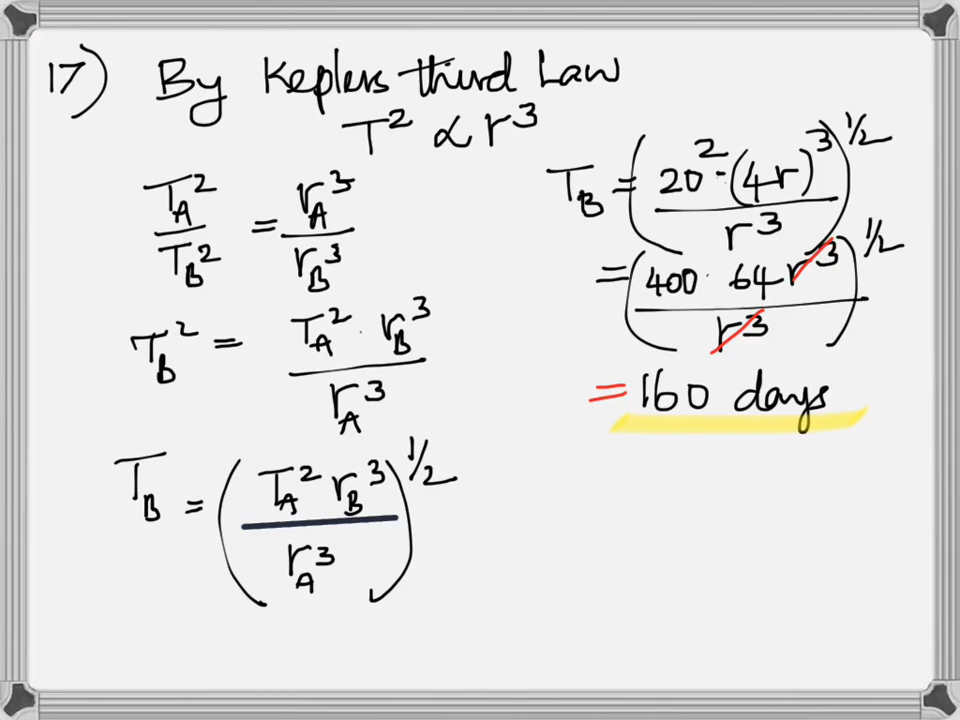 17) By Keplers third Law
T² ∝ r³
T_A² / T_B² = r_A³ / r_B³
T_B² = T_A² · r_B³ / r_A³
T_B = (T_A² r_B³ / r_A³)^1/2
T_B = (20² · (4r)³ / r³)^1/2
= (400 · 64 r³ / r³)^1/2
= 160 days